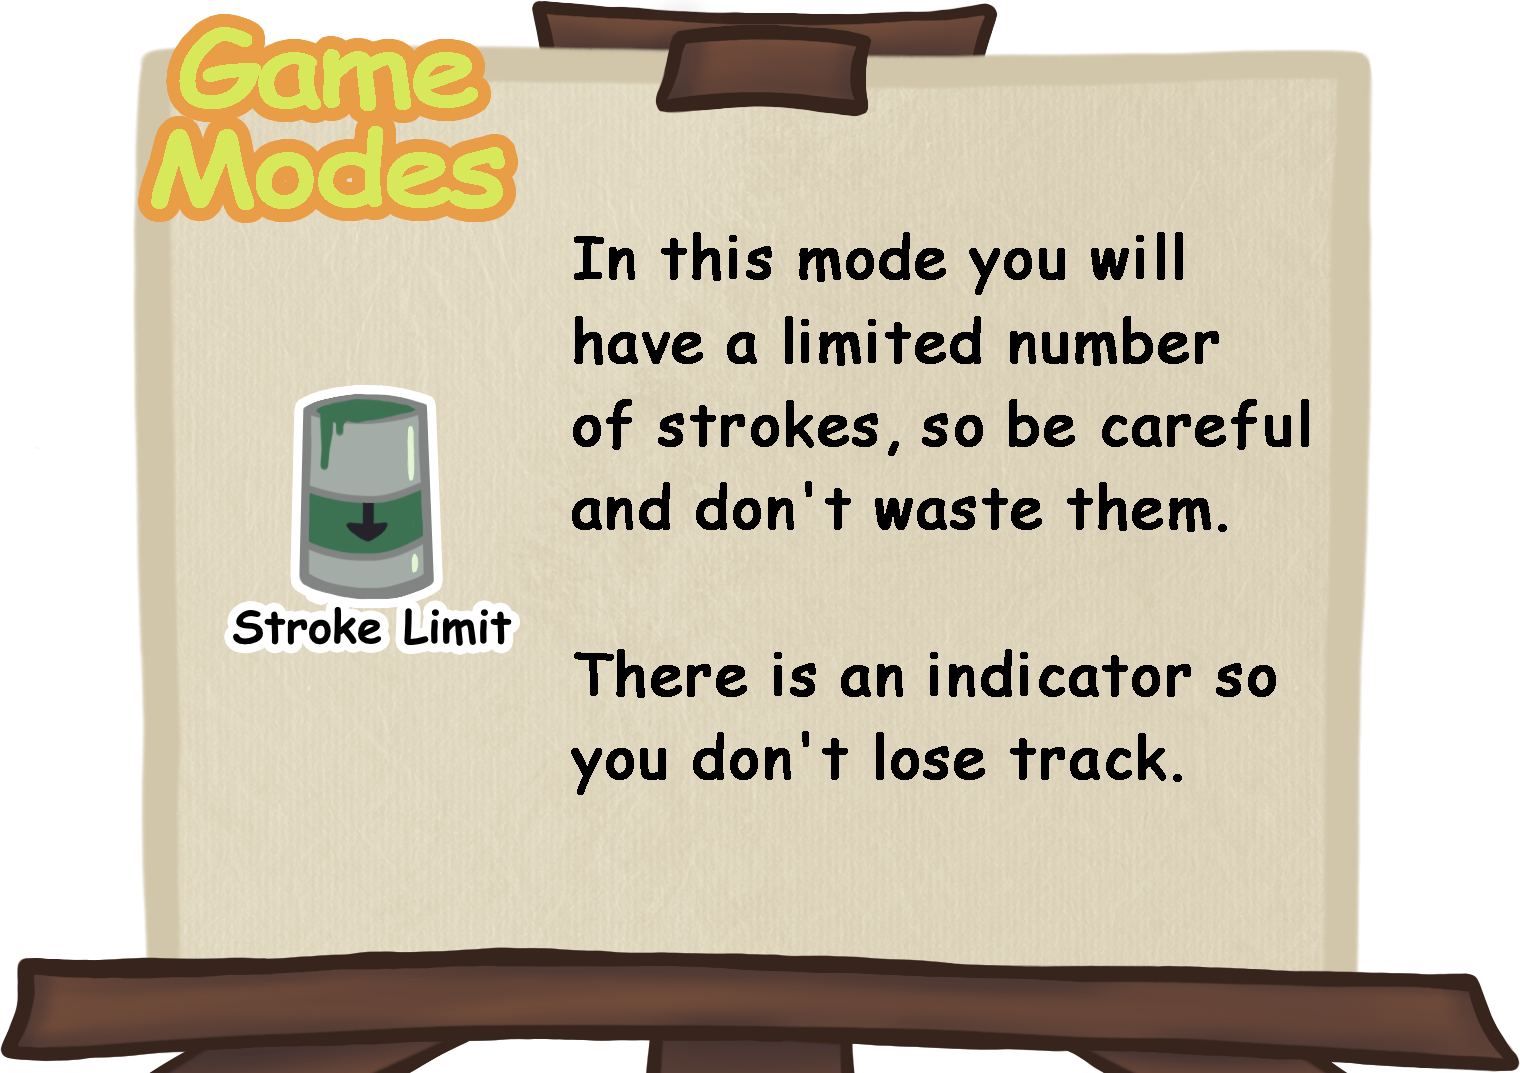 Game
Modes
In this mode you will
have a limited number
of strokes, so be careful
and don't waste them.
Stroke Limit
There is an indicator so
you don't lose track.